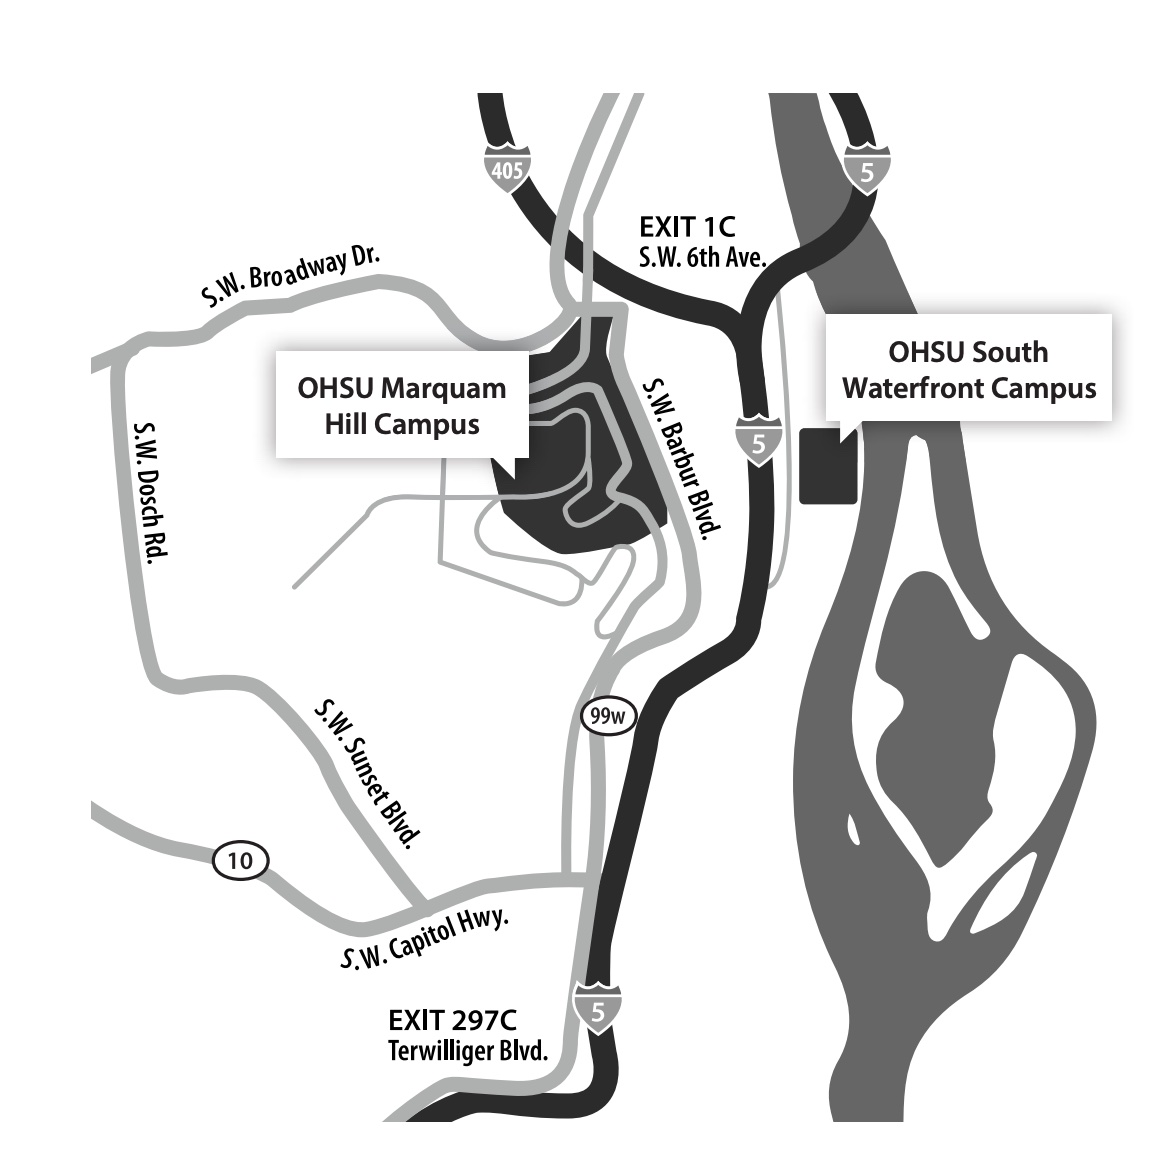 405
5
EXIT 1C
S.W. 6th Ave.
S.W. Broadway Dr.
OHSU South
Waterfront Campus
OHSU Marquam
Hill Campus
S.W. Barbur Blvd.
5
S.W. Dosch Rd.
99w
S.W. Sunset Blvd.
10
S.W. Capitol Hwy.
5
EXIT 297C
Terwilliger Blvd.